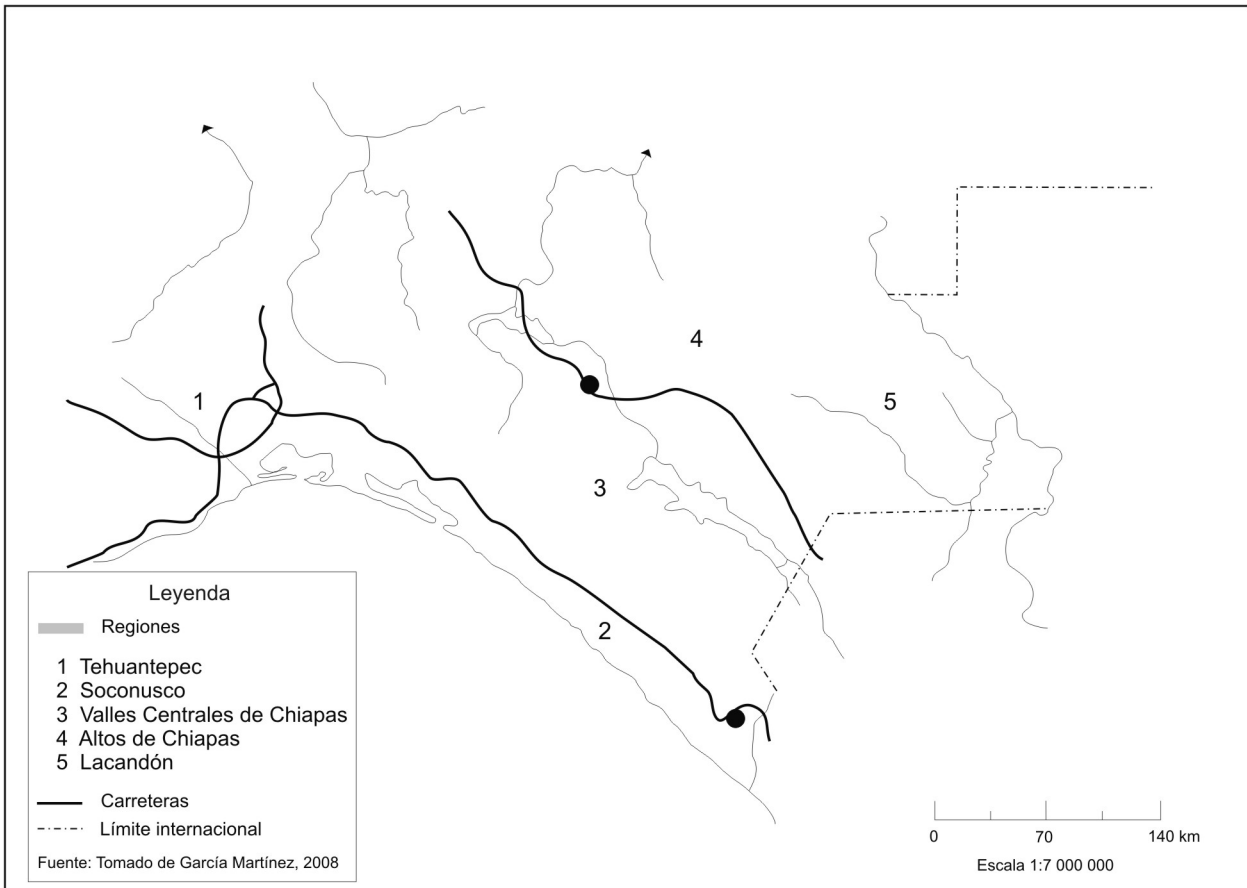 4
1
5
3
2
Leyenda
Regiones
1 Tehuantepec
2 Soconusco
3 Valles Centrales de Chiapas
4 Altos de Chiapas
5 Lacandón
Carreteras
Límite internacional
Fuente: Tomado de García Martínez, 2008
0 70 140 km
Escala 1:7 000 000